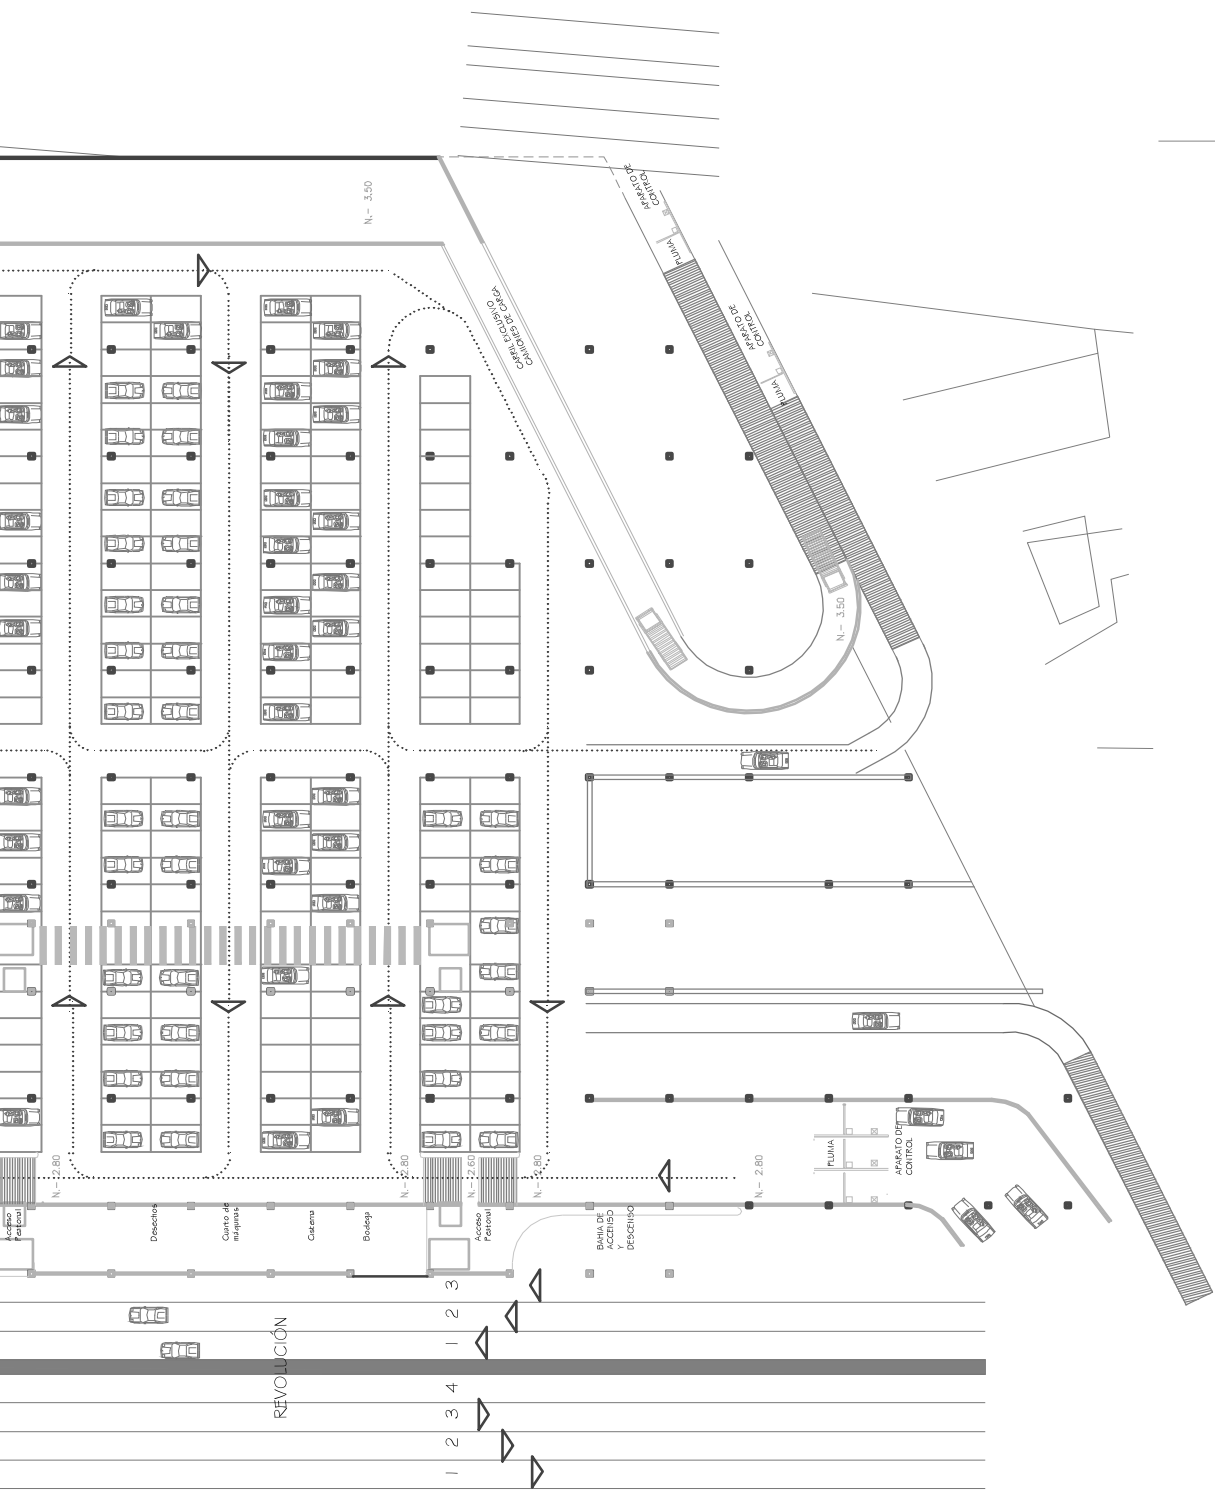 APARATO DE
CONTROL
N.- 3.50
PLUMA
CARRIL EXCLUSIVO
CAMIONES DE CARGA
APARATO DE
CONTROL
PLUMA
N.- 3.50
PLUMA
APARATO DE
CONTROL
N.- 2.80
N.- 2.80
N.- 2.60
N.- 2.80
N.- 2.80
Acceso
Peatonal
Desechos
Cuarto de
máquinas
Cisterna
Bodega
Acceso
Peatonal
BAHIA DE
ACCENSO
Y
DESCENSO
3
2
1
REVOLUCIÓN
4
3
2
1